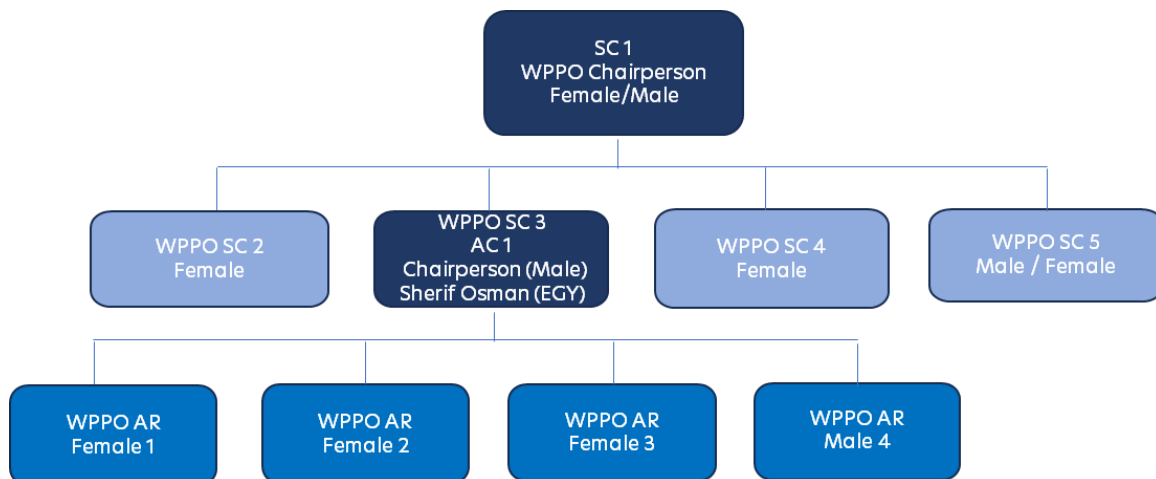 SC 1
WPPO Chairperson
Female/Male
WPPO SC 2
Female
WPPO SC 3
AC 1
Chairperson (Male)
Sherif Osman (EGY)
WPPO SC 4
Female
WPPO SC 5
Male / Female
WPPO AR
Female 1
WPPO AR
Female 2
WPPO AR
Female 3
WPPO AR
Male 4